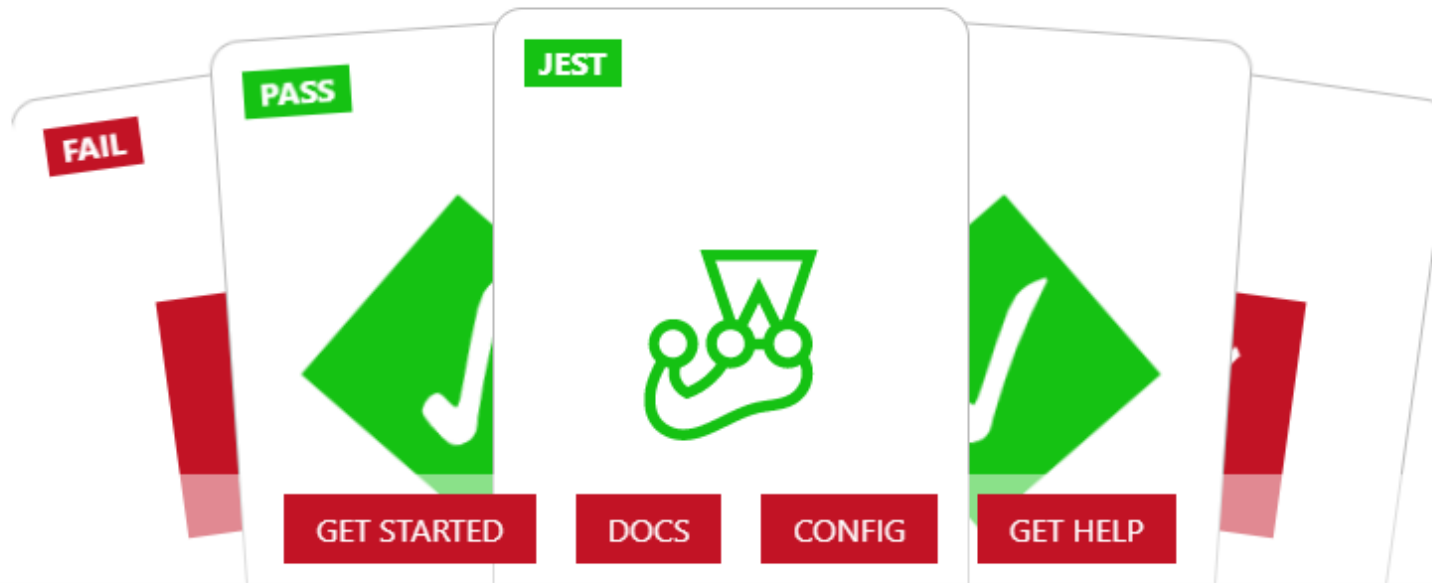 JEST
PASS
FAIL
GET STARTED
DOCS
CONFIG
GET HELP